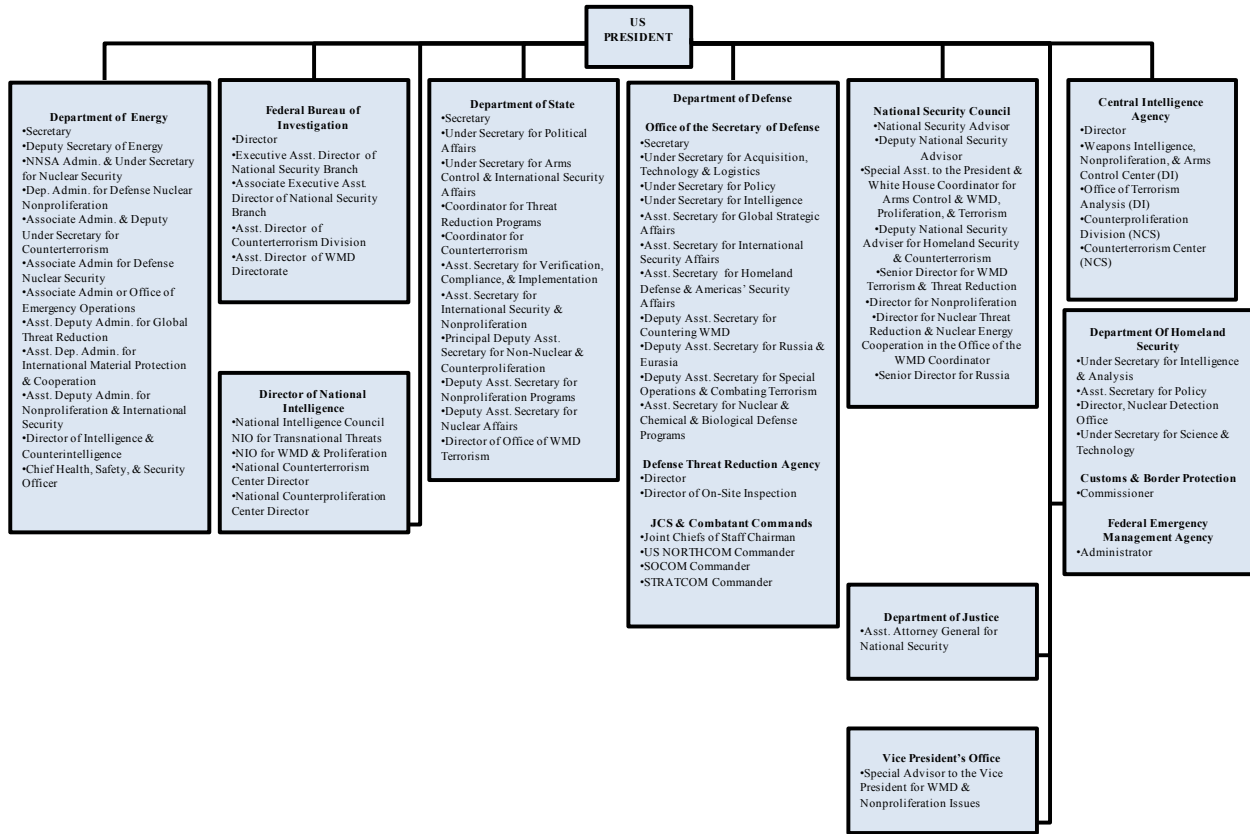 US
PRESIDENT
Department of Energy
•Secretary
•Deputy Secretary of Energy
•NNSA Admin. & Under Secretary
for Nuclear Security
•Dep. Admin. for Defense Nuclear
Nonproliferation
•Associate Admin. & Deputy
Under Secretary for
Counterterrorism
•Associate Admin for Defense
Nuclear Security
•Associate Admin or Office of
Emergency Operations
•Asst. Deputy Admin. for Global
Threat Reduction
•Asst. Dep. Admin. for
International Material Protection
& Cooperation
•Asst. Deputy Admin. for
Nonproliferation & International
Security
•Director of Intelligence &
Counterintelligence
•Chief Health, Safety, & Security
Officer
Federal Bureau of
Investigation
•Director
•Executive Asst. Director of
National Security Branch
•Associate Executive Asst.
Director of National Security
Branch
•Asst. Director of
Counterterrorism Division
•Asst. Director of WMD
Directorate
Director of National
Intelligence
•National Intelligence Council
NIO for Transnational Threats
•NIO for WMD & Proliferation
•National Counterterrorism
Center Director
•National Counterproliferation
Center Director
Department of State
•Secretary
•Under Secretary for Political
Affairs
•Under Secretary for Arms
Control & International Security
Affairs
•Coordinator for Threat
Reduction Programs
•Coordinator for
Counterterrorism
•Asst. Secretary for Verification,
Compliance, & Implementation
•Asst. Secretary for
International Security &
Nonproliferation
•Principal Deputy Asst.
Secretary for Non-Nuclear &
Counterproliferation
•Deputy Asst. Secretary for
Nonproliferation Programs
•Deputy Asst. Secretary for
Nuclear Affairs
•Director of Office of WMD
Terrorism
Department of Defense
Office of the Secretary of Defense
•Secretary
•Under Secretary for Acquisition,
Technology & Logistics
•Under Secretary for Policy
•Under Secretary for Intelligence
•Asst. Secretary for Global Strategic
Affairs
•Asst. Secretary for International
Security Affairs
•Asst. Secretary for Homeland
Defense & Americas' Security
Affairs
•Deputy Asst. Secretary for
Countering WMD
•Deputy Asst. Secretary for Russia &
Eurasia
•Deputy Asst. Secretary for Special
Operations & Combating Terrorism
•Asst. Secretary for Nuclear &
Chemical & Biological Defense
Programs
Defense Threat Reduction Agency
•Director
•Director of On-Site Inspection
JCS & Combatant Commands
•Joint Chiefs of Staff Chairman
•US NORTHCOM Commander
•SOCOM Commander
•STRATCOM Commander
National Security Council
•National Security Advisor
•Deputy National Security
Advisor
•Special Asst. to the President &
White House Coordinator for
Arms Control & WMD,
Proliferation, & Terrorism
•Deputy National Security
Adviser for Homeland Security
& Counterterrorism
•Senior Director for WMD
Terrorism & Threat Reduction
•Director for Nonproliferation
•Director for Nuclear Threat
Reduction & Nuclear Energy
Cooperation in the Office of the
WMD Coordinator
•Senior Director for Russia
Department of Justice
•Asst. Attorney General for
National Security
Vice President's Office
•Special Advisor to the Vice
President for WMD &
Nonproliferation Issues
Central Intelligence
Agency
•Director
•Weapons Intelligence,
Nonproliferation, & Arms
Control Center (DI)
•Office of Terrorism
Analysis (DI)
•Counterproliferation
Division (NCS)
•Counterterrorism Center
(NCS)
Department Of Homeland
Security
•Under Secretary for Intelligence
& Analysis
•Asst. Secretary for Policy
•Director, Nuclear Detection
Office
•Under Secretary for Science &
Technology
Customs & Border Protection
•Commissioner
Federal Emergency
Management Agency
•Administrator